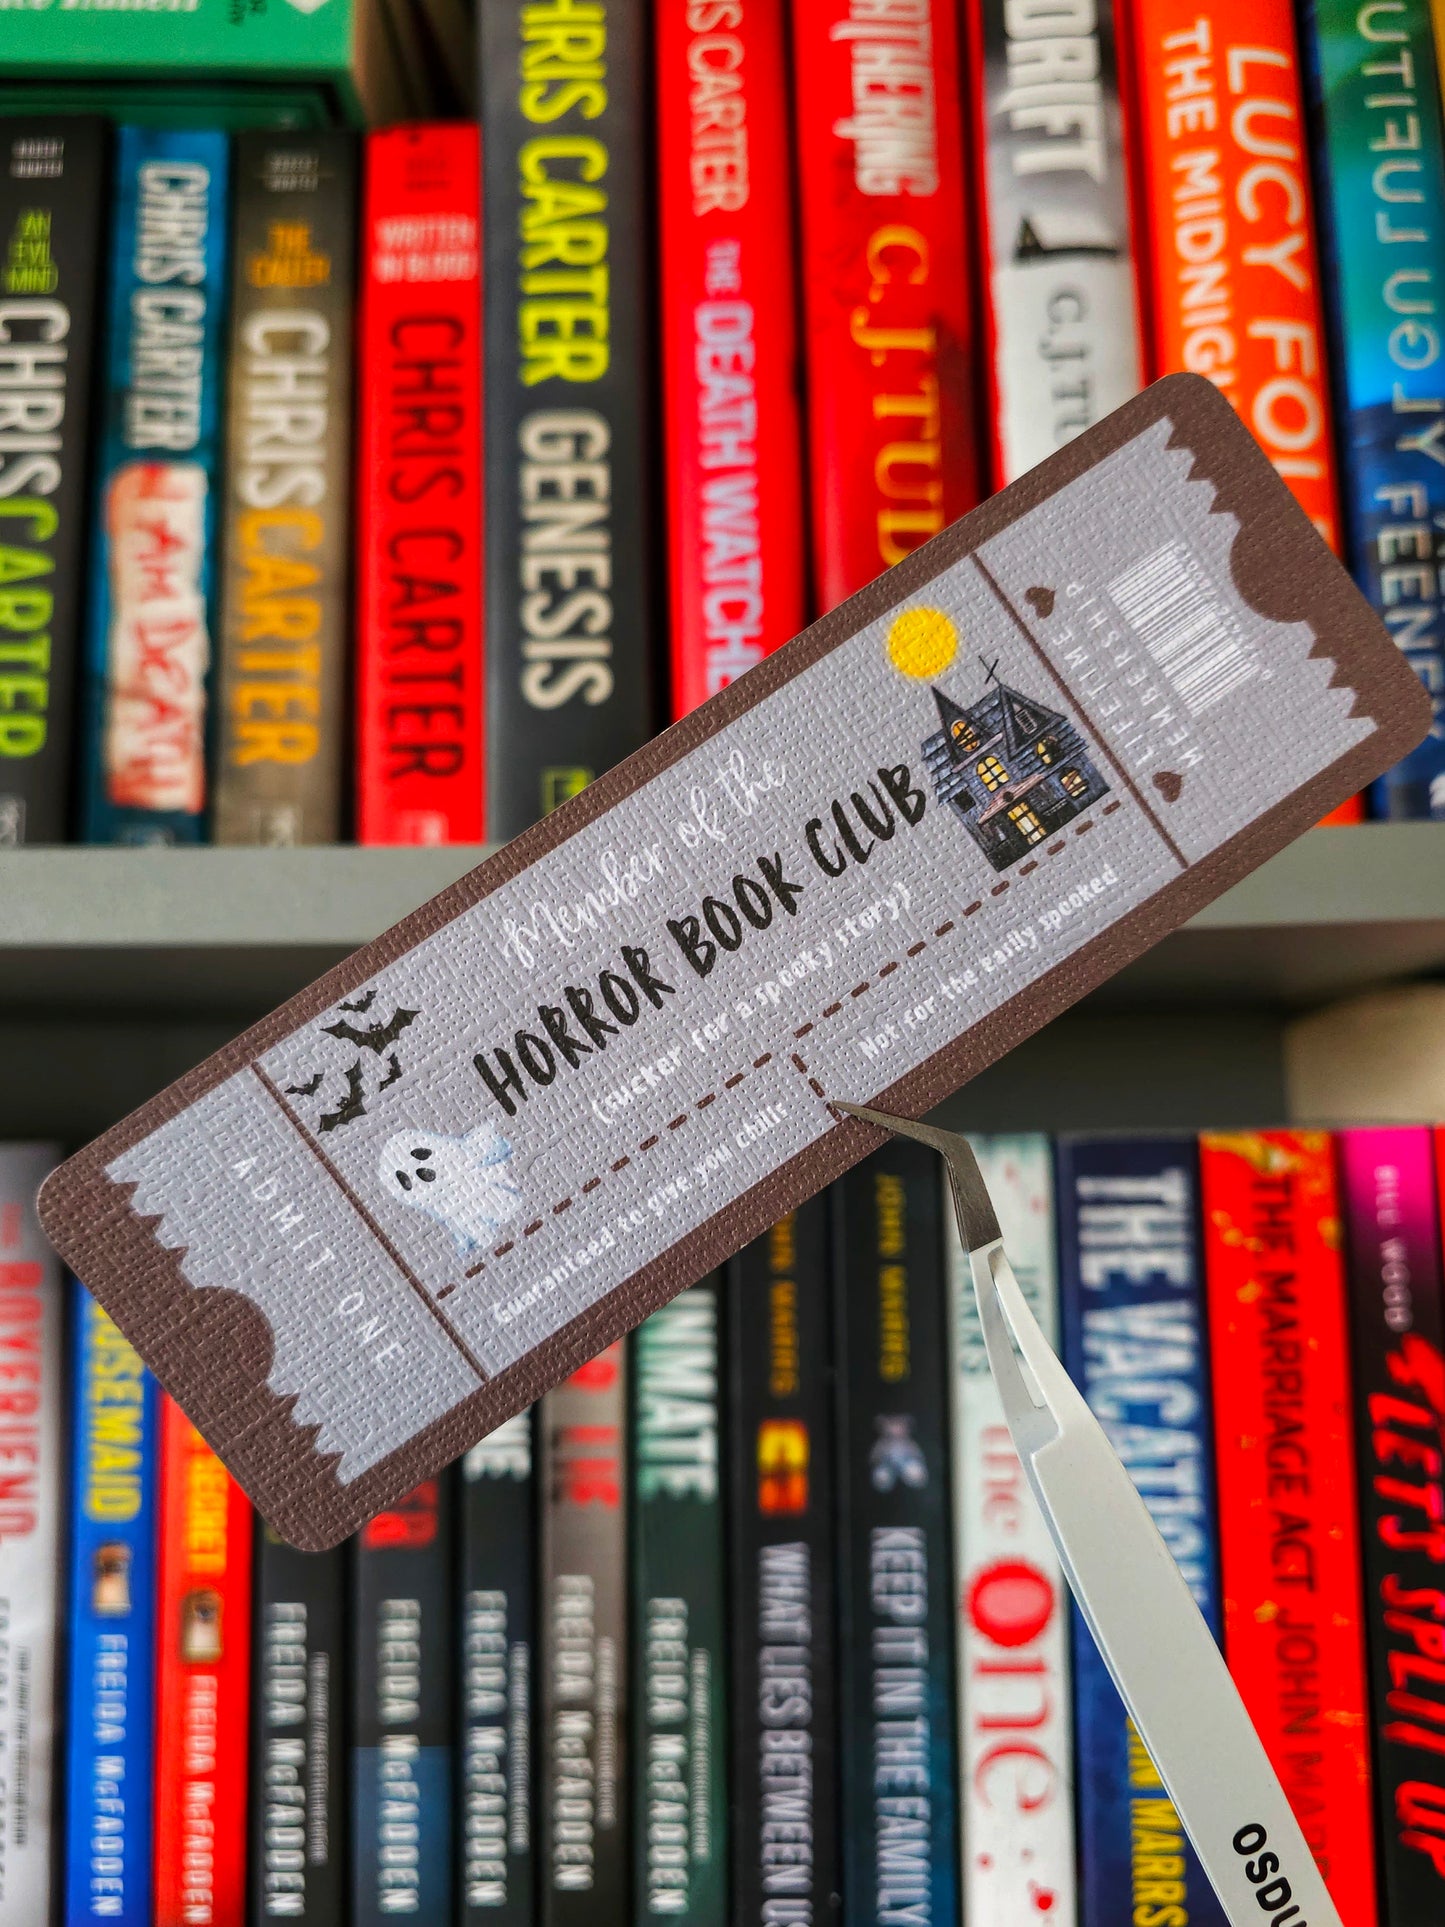 AN
EVIL
MIND
CHRIS CARTER
CHRIS CARTER
I AM DEATH
THE
CALLER
CHRIS CARTER
WRITTEN
IN BLOOD
CHRIS CARTER
CHRIS CARTER GENESIS
CARTER
THE DEATH WATCHE
C.J. TUD
DRIFT
C.J. TU
LUCY FOL
THE MIDNIGH
FEENEY
Member of the
HORROR BOOK CLUB
(sucker for a spooky story)
Guaranteed to give you chills
Not for the easily spooked
ADMIT ONE
LIFETIME
MEMBERSHIP
BOYFRIEND
FREIDA McFADDEN
FREIDA McFADDEN
FREIDA McFADDEN
FREIDA McFADDEN
FREIDA McFADDEN
FREIDA McFADDEN
FREIDA McFADDEN
JOHN MARRS
WHAT LIES BETWEEN US
JOHN MARRS
KEEP IT IN THE FAMILY
the One
THE VACATION
JOHN MARRS
THE MARRIAGE ACT JOHN MARR
BILL WOOD
LET'S SPLIT UP
OSDU